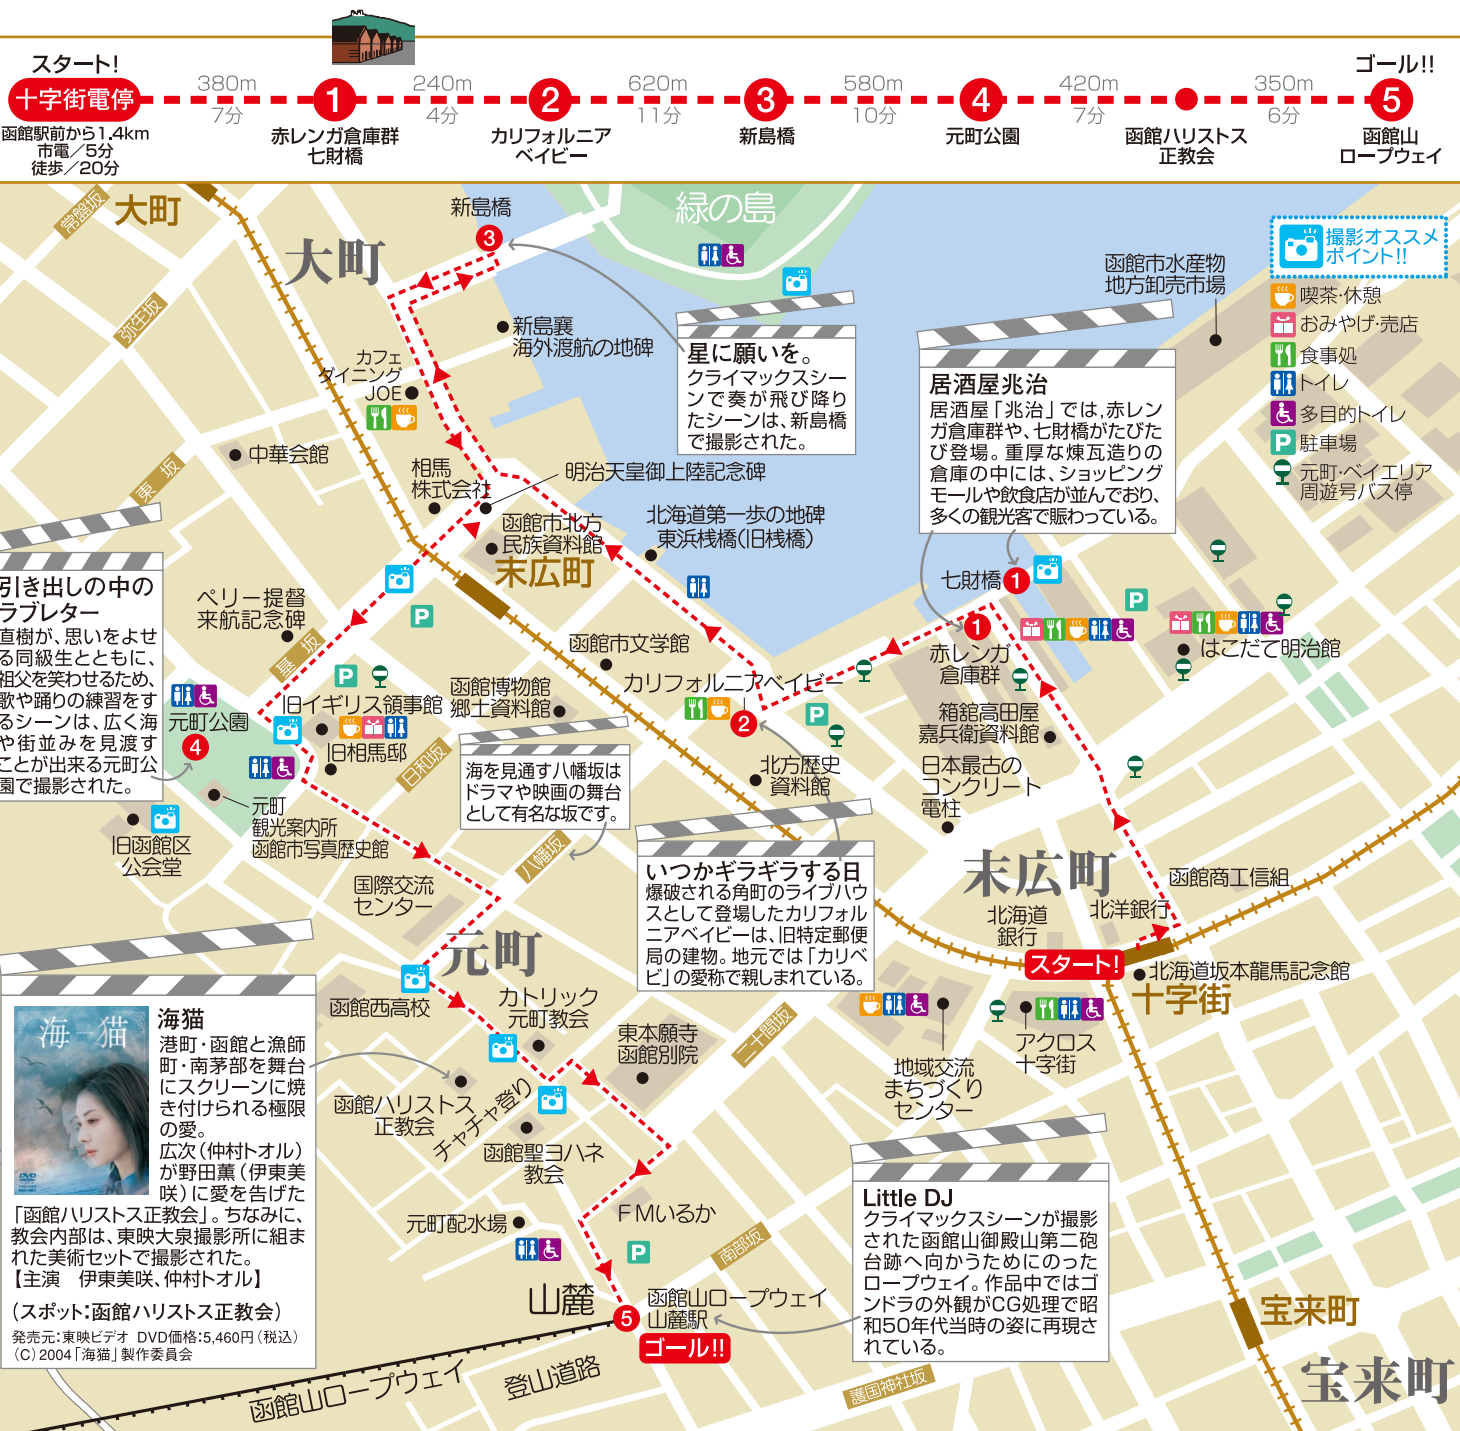 スタート!
十字街電停
函館駅前から1.4km
市電／5分
徒歩／20分
380m
7分
1
赤レンガ倉庫群
七財橋
240m
4分
2
カリフォルニア
ベイビー
620m
11分
3
新島橋
580m
10分
4
元町公園
420m
7分
函館ハリストス
正教会
350m
6分
ゴール!!
5
函館山
ロープウェイ
常盤坂
大町
大町
弥生坂
新島橋
3
緑の島
新島襄
海外渡航の地碑
カフェ
ダイニング
JOE
中華会館
東坂
相馬
株式会社
明治天皇御上陸記念碑
函館市北方
民族資料館
末広町
北海道第一歩の地碑
東浜桟橋(旧桟橋)
星に願いを。
クライマックスシー
ンで奏が飛び降り
たシーンは、新島橋
で撮影された。
居酒屋兆治
居酒屋「兆治」では,赤レン
ガ倉庫群や、七財橋がたびた
び登場。重厚な煉瓦造りの
倉庫の中には、ショッピング
モールや飲食店が並んでおり、
多くの観光客で賑わっている。
函館市水産物
地方卸売市場
撮影オススメ
ポイント!!
喫茶・休憩
おみやげ・売店
食事処
トイレ
多目的トイレ
P
駐車場
元町・ベイエリア
周遊号バス停
引き出しの中の
ラブレター
直樹が、思いをよせ
る同級生とともに、
祖父を笑わせるため、
歌や踊りの練習をす
るシーンは、広く海
や街並みを見渡す
ことが出来る元町公
園で撮影された。
ペリー提督
来航記念碑
基坂
P
P
旧イギリス領事館
旧相馬邸
元町公園
4
元町
観光案内所
函館市写真歴史館
旧函館区
公会堂
函館市文学館
函館博物館
郷土資料館
日和坂
カリフォルニアベイビー
2
P
北方歴史
資料館
七財橋
1
1
赤レンガ
倉庫群
P
はこだて明治館
箱舘高田屋
嘉兵衛資料館
日本最古の
コンクリート
電柱
海を見通す八幡坂は
ドラマや映画の舞台
として有名な坂です。
八幡坂
いつかギラギラする日
爆破される角町のライブハウ
スとして登場したカリフォル
ニアベイビーは、旧特定郵便
局の建物。地元では「カリベ
ビ」の愛称で親しまれている。
国際交流
センター
元町
末広町
函館商工信組
北洋銀行
北海道
銀行
スタート!
北海道坂本龍馬記念館
十字街
アクロス
十字街
地域交流
まちづくり
センター
函館西高校
カトリック
元町教会
東本願寺
函館別院
二十間坂
函館ハリストス
正教会
チャチャ登り
函館聖ヨハネ
教会
元町配水場
FMいるか
P
南部坂
海猫
海猫
港町・函館と漁師
町・南茅部を舞台
にスクリーンに焼
き付けられる極限
の愛。
広次(仲村トオル)
が野田薫(伊東美
咲)に愛を告げた
「函館ハリストス正教会」。ちなみに、
教会内部は、東映大泉撮影所に組ま
れた美術セットで撮影された。
【主演　伊東美咲、仲村トオル】
(スポット:函館ハリストス正教会)
発売元:東映ビデオ DVD価格:5,460円(税込)
(C)2004「海猫」製作委員会
Little DJ
クライマックスシーンが撮影
された函館山御殿山第二砲
台跡へ向かうためにのった
ロープウェイ。作品中ではゴ
ンドラの外観がCG処理で昭
和50年代当時の姿に再現さ
れている。
山麓
5
函館山ロープウェイ
山麓駅
ゴール!!
函館山ロープウェイ
登山道路
護国神社坂
宝来町
宝来町